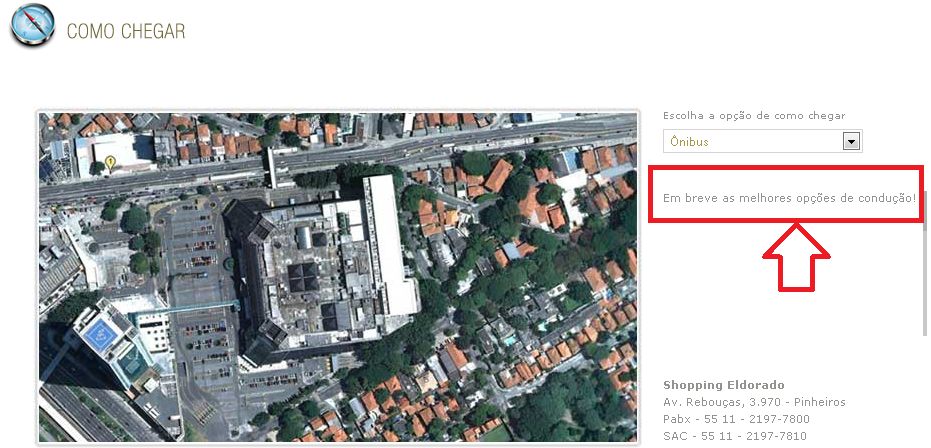 COMO CHEGAR
Escolha a opção de como chegar
Ônibus
Em breve as melhores opções de condução!
Shopping Eldorado
Av. Rebouças, 3.970 - Pinheiros
Pabx - 55 11 - 2197-7800
SAC - 55 11 - 2197-7810